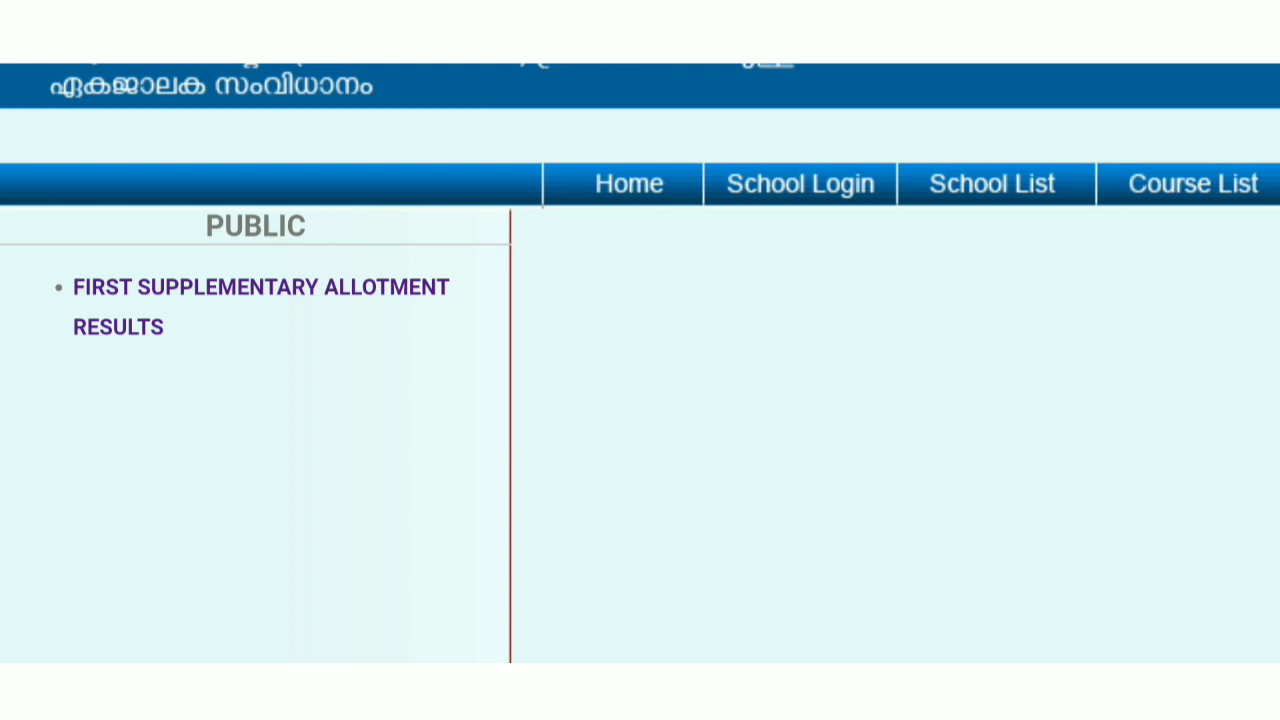 ഏകജാലക സംവിധാനം
Home School Login School List Course List
PUBLIC
• FIRST SUPPLEMENTARY ALLOTMENT
RESULTS